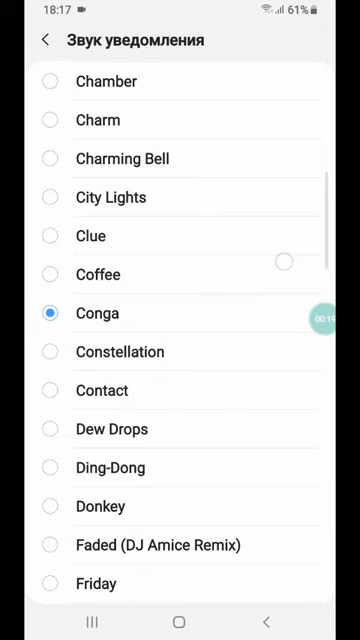 18:17 61%
Звук уведомления
Chamber
Charm
Charming Bell
City Lights
Clue
Coffee
Conga
00:19
Constellation
Contact
Dew Drops
Ding-Dong
Donkey
Faded (DJ Amice Remix)
Friday